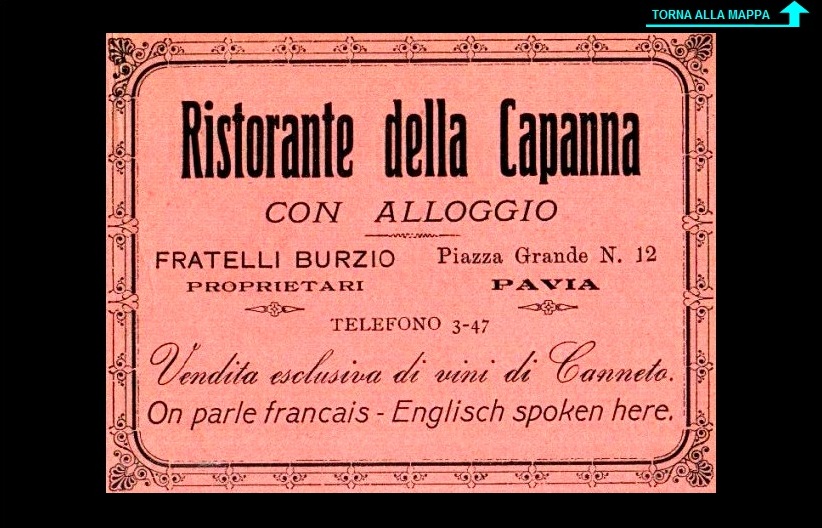 TORNA ALLA MAPPA
Ristorante della Capanna
CON ALLOGGIO
FRATELLI BURZIO Piazza Grande N. 12
PROPRIETARI PAVIA
TELEFONO 3-47
Vendita esclusiva di vini di Canneto.
On parle francais - Englisch spoken here.